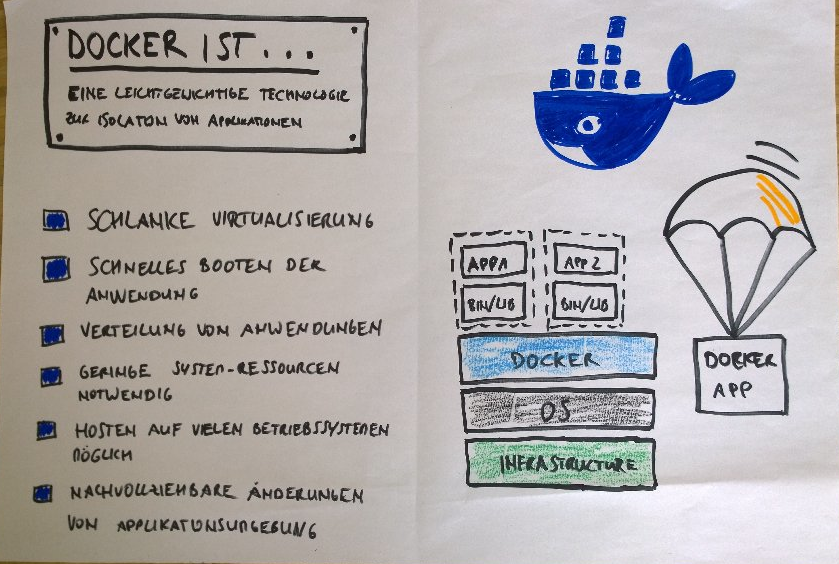 DOCKER IST...
EINE LEICHTGEWICHTIGE TECHNOLOGIE
ZUR ISOLATON VON APPLIKATIONEN
SCHLANKE VIRTUALISIERUNG
SCHNELLES BOOTEN DER
ANWENDUNG
VERTEILUNG VON ANWENDUNGEN
GERINGE SYSTEM-RESSOURCEN
NOTWENDIG
HOSTEN AUF VIELEN BETRIEBSSYSTEMEN
MÖGLICH
NACHVOLLZIEHBARE ÄNDERUNGEN
VON APPLIKATONSUMGEBUNG
APP1 APP2
BIN/LIB BIN/LIB
DOCKER
OS
INFRASTRUCTURE
DOCKER
APP